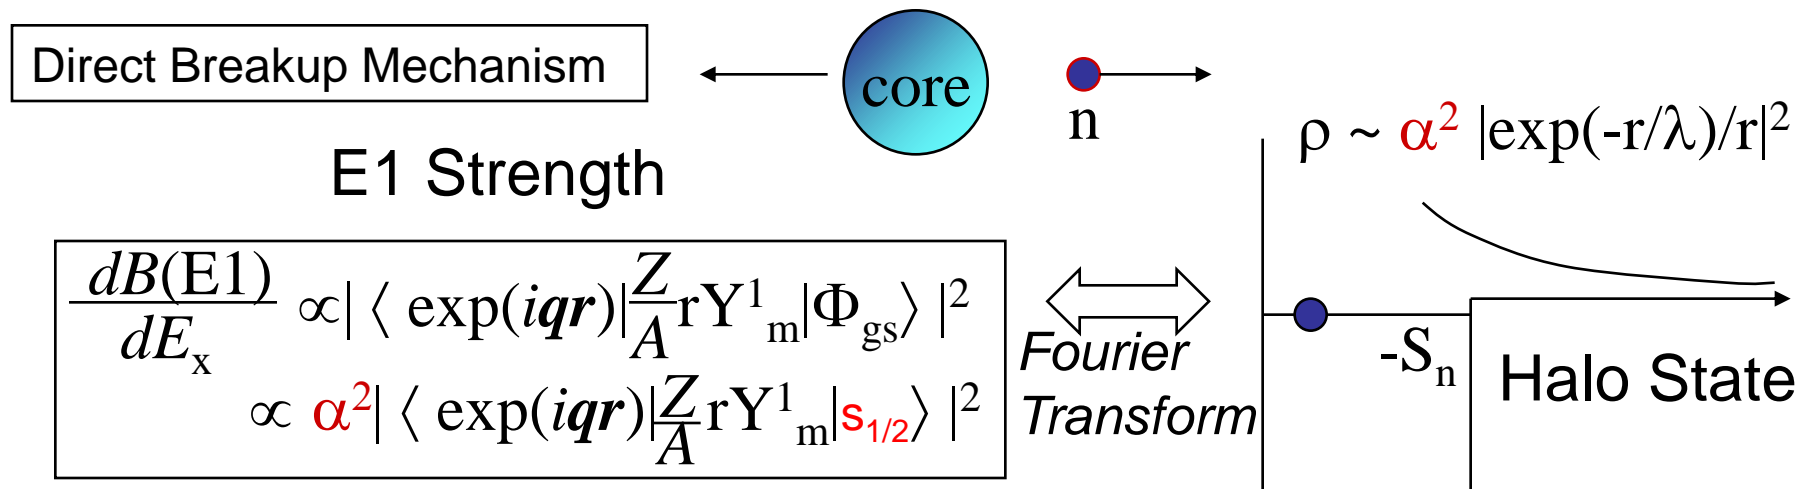 Direct Breakup Mechanism
core
n
ρ ~ α² |exp(-r/λ)/r|²
E1 Strength
dB(E1)/dEₓ ∝| ⟨ exp(iqr)|Z/A rY¹ₘ|Φgs⟩ |²
∝ α²| ⟨ exp(iqr)|Z/A rY¹ₘ|s1/2⟩ |²
Fourier
Transform
-Sₙ
Halo State